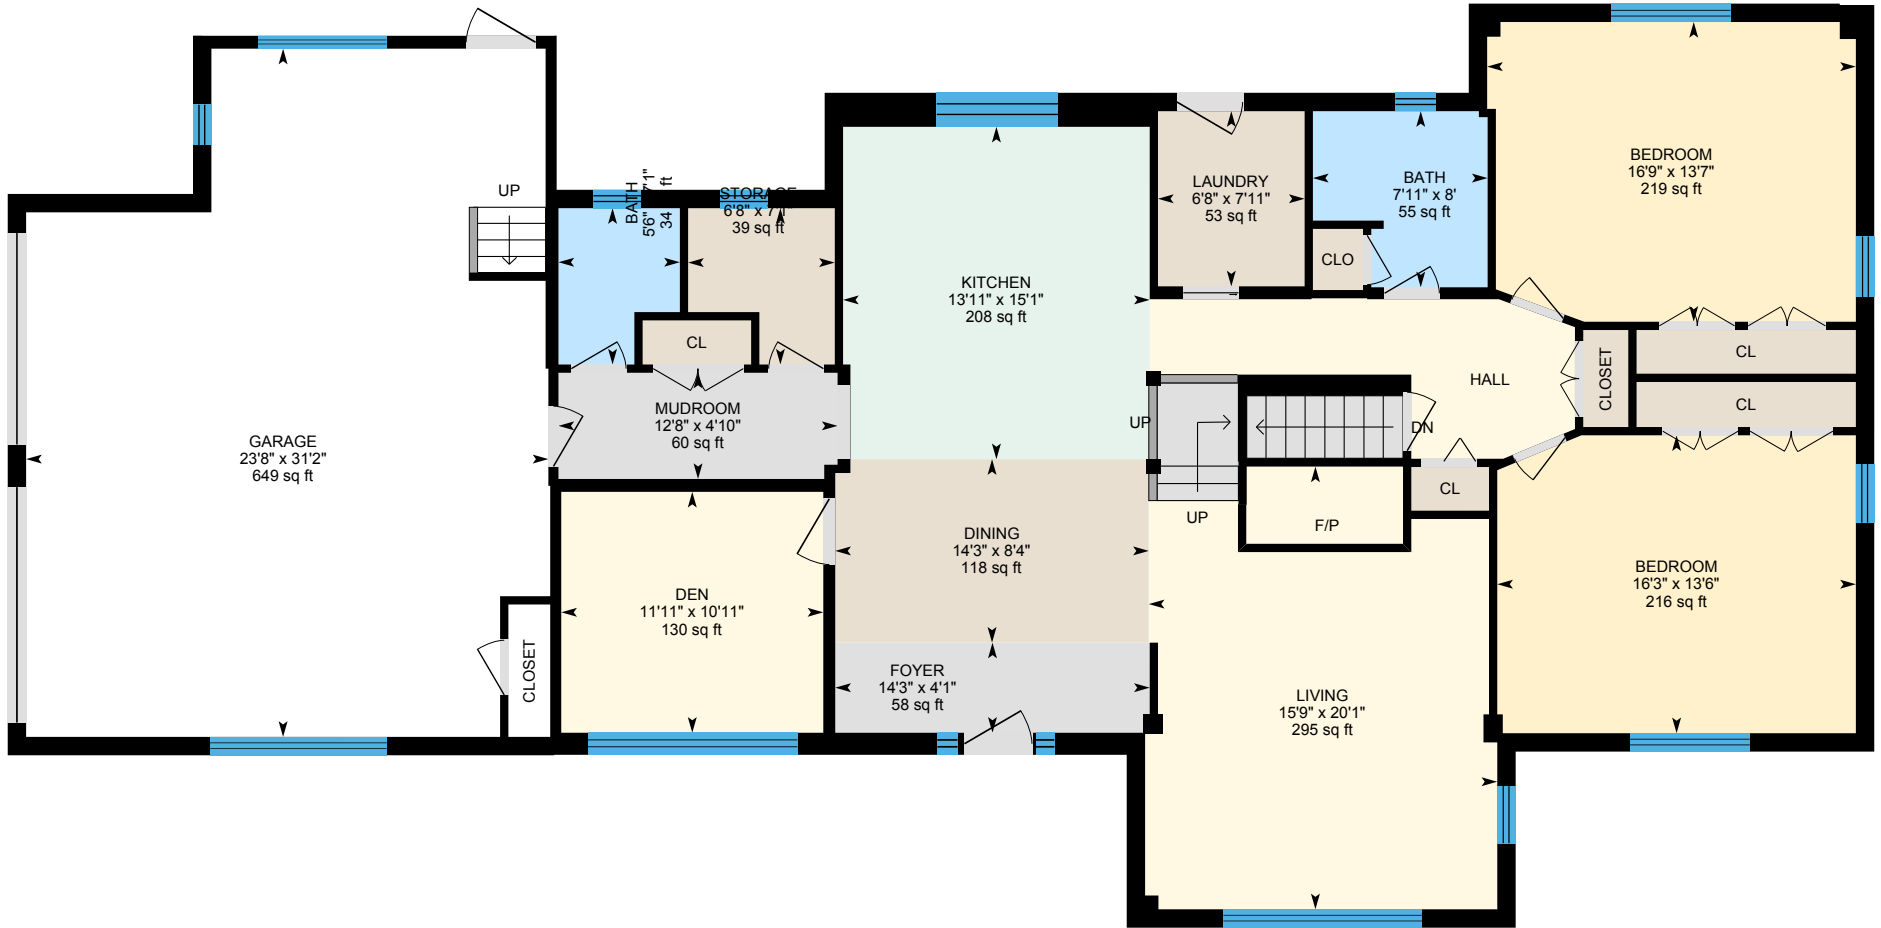 UP
BATH
5'6" x 7'1"
34 sq ft
STORAGE
6'8" x 7'1"
39 sq ft
CL
MUDROOM
12'8" x 4'10"
60 sq ft
GARAGE
23'8" x 31'2"
649 sq ft
CLOSET
DEN
11'11" x 10'11"
130 sq ft
KITCHEN
13'11" x 15'1"
208 sq ft
DINING
14'3" x 8'4"
118 sq ft
FOYER
14'3" x 4'1"
58 sq ft
LAUNDRY
6'8" x 7'11"
53 sq ft
BATH
7'11" x 8'
55 sq ft
CLO
BEDROOM
16'9" x 13'7"
219 sq ft
CL
CL
CLOSET
HALL
UP
DN
UP
CL
F/P
LIVING
15'9" x 20'1"
295 sq ft
BEDROOM
16'3" x 13'6"
216 sq ft